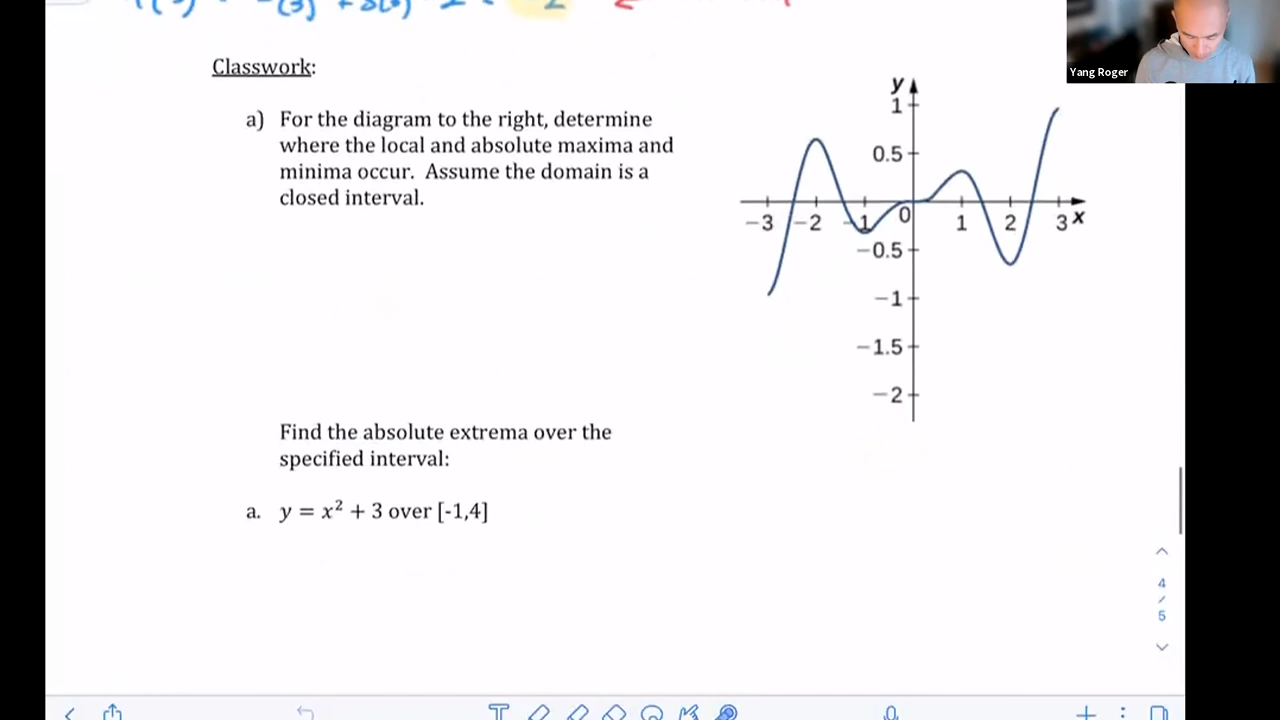 Yang Roger
Classwork:
a) For the diagram to the right, determine
where the local and absolute maxima and
minima occur. Assume the domain is a
closed interval.
y
1
0.5
−3 −2 −1 0 1 2 3 x
−0.5
−1
−1.5
−2
Find the absolute extrema over the
specified interval:
a. y = x² + 3 over [-1,4]
4
/
5